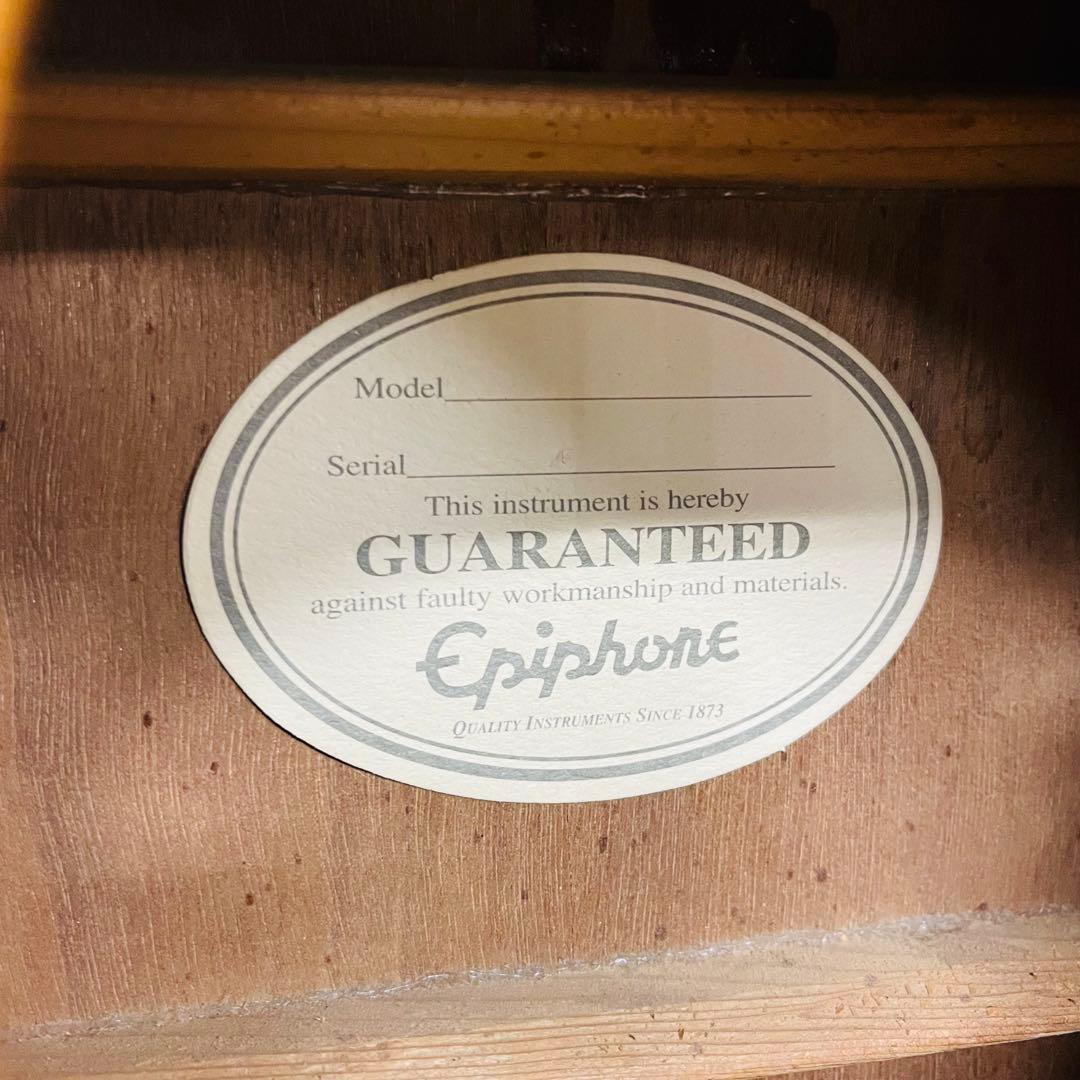 Model
Serial
This instrument is hereby
GUARANTEED
against faulty workmanship and materials.
Epiphone
QUALITY INSTRUMENTS SINCE 1873